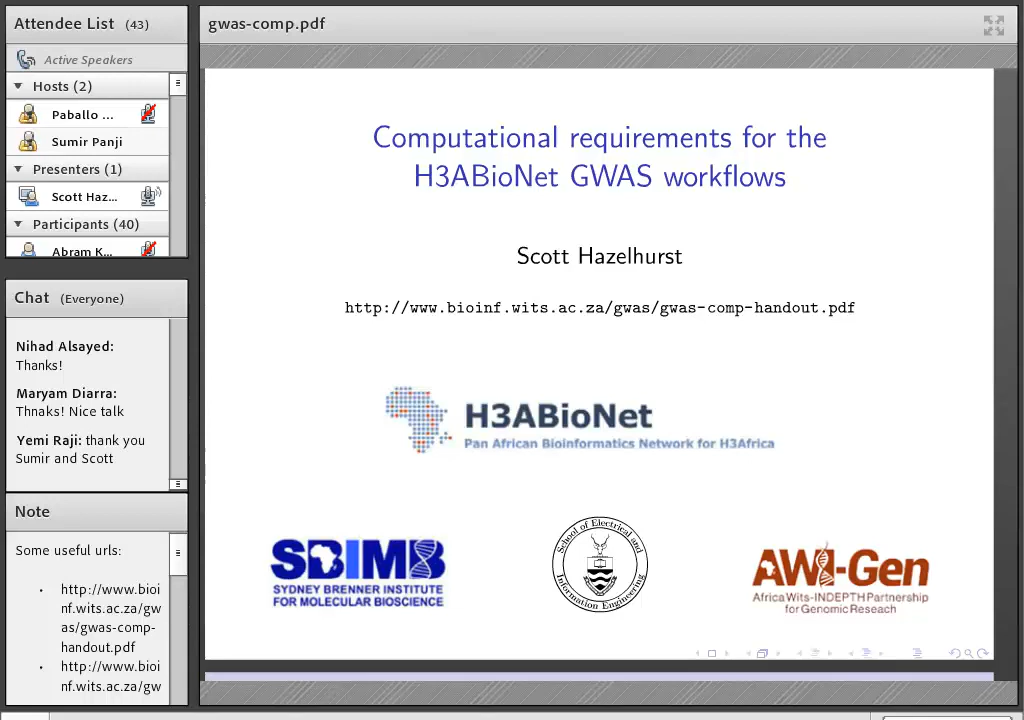 Attendee List (43)
Active Speakers
Hosts (2)
Paballo ...
Sumir Panji
Presenters (1)
Scott Haz...
Participants (40)
Abram K...
Chat (Everyone)
Nihad Alsayed:
Thanks!
Maryam Diarra:
Thnaks! Nice talk
Yemi Raji: thank you
Sumir and Scott
Note
Some useful urls:
http://www.bioi
nf.wits.ac.za/gw
as/gwas-comp-
handout.pdf
http://www.bioi
nf.wits.ac.za/gw
gwas-comp.pdf
Computational requirements for the
H3ABioNet GWAS workflows
Scott Hazelhurst
http://www.bioinf.wits.ac.za/gwas/gwas-comp-handout.pdf
H3ABioNet
Pan African Bioinformatics Network for H3Africa
SBIMB
SYDNEY BRENNER INSTITUTE
FOR MOLECULAR BIOSCIENCE
School of Electrical and
Information Engineering
AWI-Gen
Africa Wits-INDEPTH Partnership
for Genomic Reseach